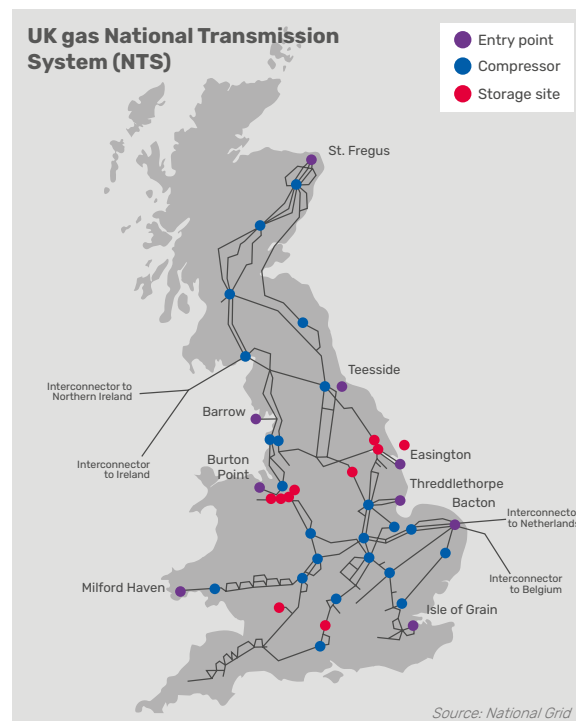 UK gas National Transmission
System (NTS)
Entry point
Compressor
Storage site
St. Fregus
Teesside
Interconnector to
Northern Ireland
Barrow
Interconnector
to Ireland
Burton
Point
Easington
Threddlethorpe
Bacton
Interconnector
to Netherlands
Interconnector
to Belgium
Milford Haven
Isle of Grain
Source: National Grid